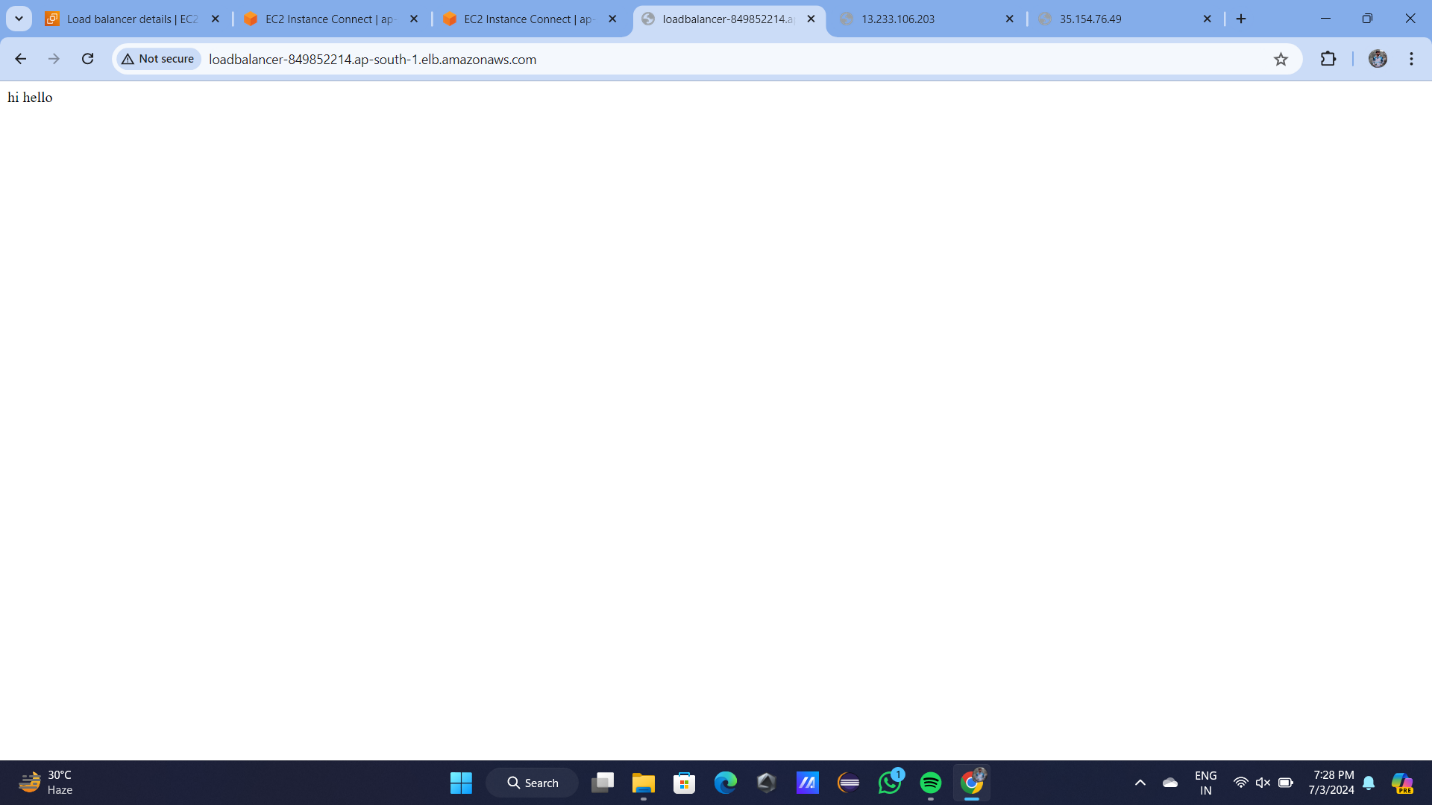 Load balancer details | EC2
EC2 Instance Connect | ap-
EC2 Instance Connect | ap-
loadbalancer-849852214.a
13.233.106.203
35.154.76.49
Not secure
loadbalancer-849852214.ap-south-1.elb.amazonaws.com
hi hello
30°C
Haze
Search
1
ENG
IN
7:28 PM
7/3/2024
PRE